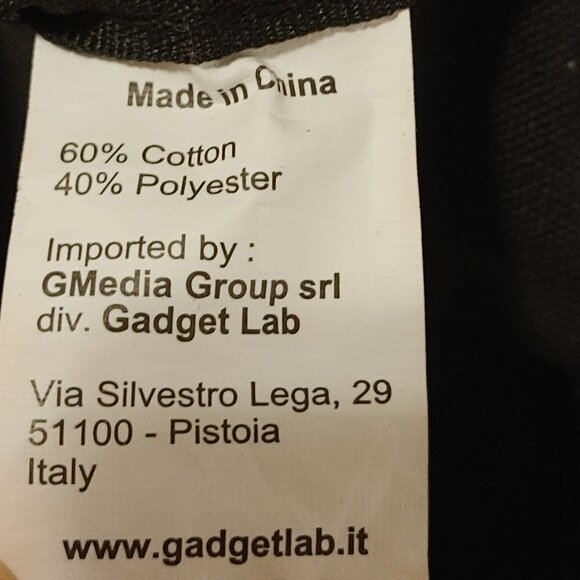 Made in China
60% Cotton
40% Polyester
Imported by :
GMedia Group srl
div. Gadget Lab
Via Silvestro Lega, 29
51100 - Pistoia
Italy
www.gadgetlab.it